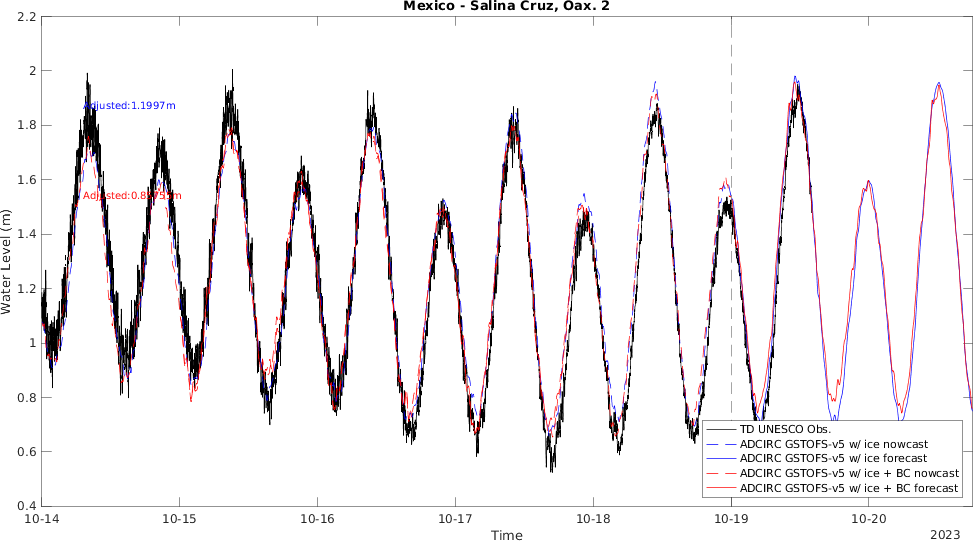 Mexico - Salina Cruz, Oax. 2
2.2
2
1.8
1.6
1.4
1.2
1
0.8
0.6
0.4
Water Level (m)
Adjusted:1.1997m
10-14
10-15
10-16
10-17
10-18
10-19
10-20
Time
2023
TD UNESCO Obs.
ADCIRC GSTOFS-v5 w/ ice nowcast
ADCIRC GSTOFS-v5 w/ ice forecast
ADCIRC GSTOFS-v5 w/ ice + BC nowcast
ADCIRC GSTOFS-v5 w/ ice + BC forecast